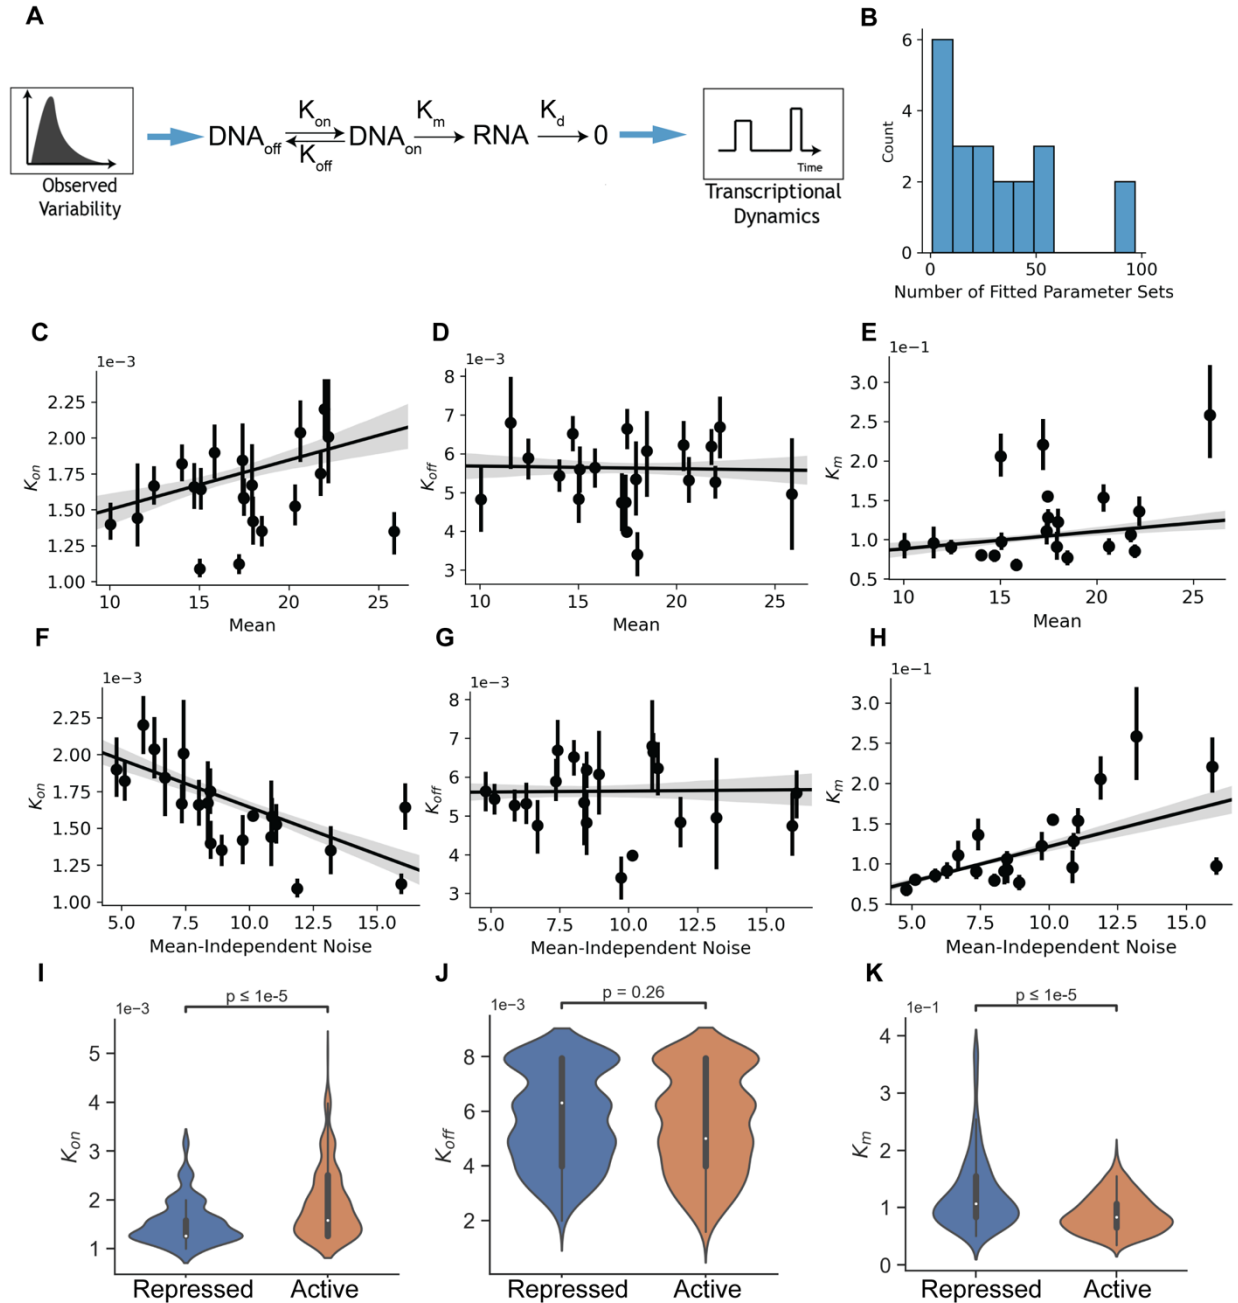 A
Observed
Variability
DNAoff
Kon
Koff
DNAon
Km
RNA
Kd
0
Time
Transcriptional
Dynamics
B
Count
6
4
2
0
0 50 100
Number of Fitted Parameter Sets
C
1e−3
Kon
2.25
2.00
1.75
1.50
1.25
1.00
10 15 20 25
Mean
D
1e−3
Koff
8
7
6
5
4
3
10 15 20 25
Mean
E
1e−1
Km
3.0
2.5
2.0
1.5
1.0
0.5
10 15 20 25
Mean
F
1e−3
Kon
2.25
2.00
1.75
1.50
1.25
1.00
5.0 7.5 10.0 12.5 15.0
Mean-Independent Noise
G
1e−3
Koff
8
7
6
5
4
3
5.0 7.5 10.0 12.5 15.0
Mean-Independent Noise
H
1e−1
Km
3.0
2.5
2.0
1.5
1.0
0.5
5.0 7.5 10.0 12.5 15.0
Mean-Independent Noise
I
1e−3
p ≤ 1e-5
Kon
5
4
3
2
1
Repressed Active
J
1e−3
p = 0.26
Koff
8
6
4
2
Repressed Active
K
1e−1
p ≤ 1e-5
Km
4
3
2
1
0
Repressed Active